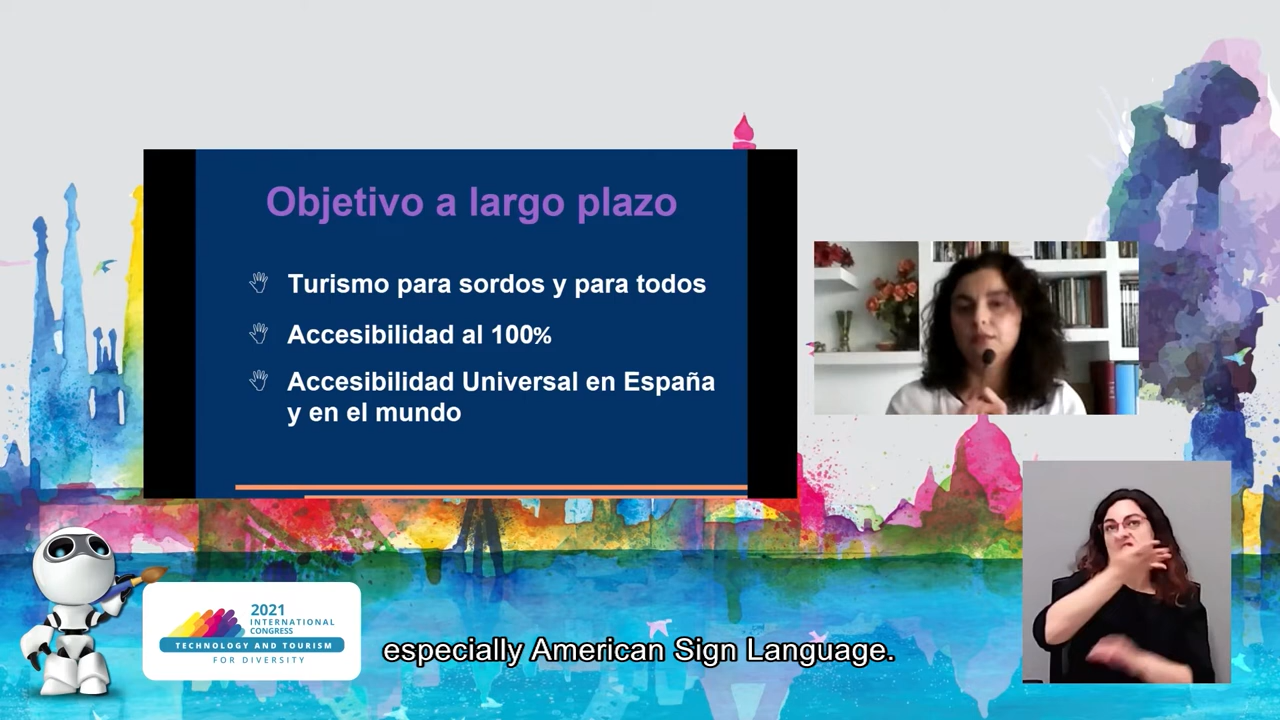 Objetivo a largo plazo
Turismo para sordos y para todos
Accesibilidad al 100%
Accesibilidad Universal en España
y en el mundo
2021
INTERNATIONAL
CONGRESS
TECHNOLOGY AND TOURISM
FOR DIVERSITY
especially American Sign Language.